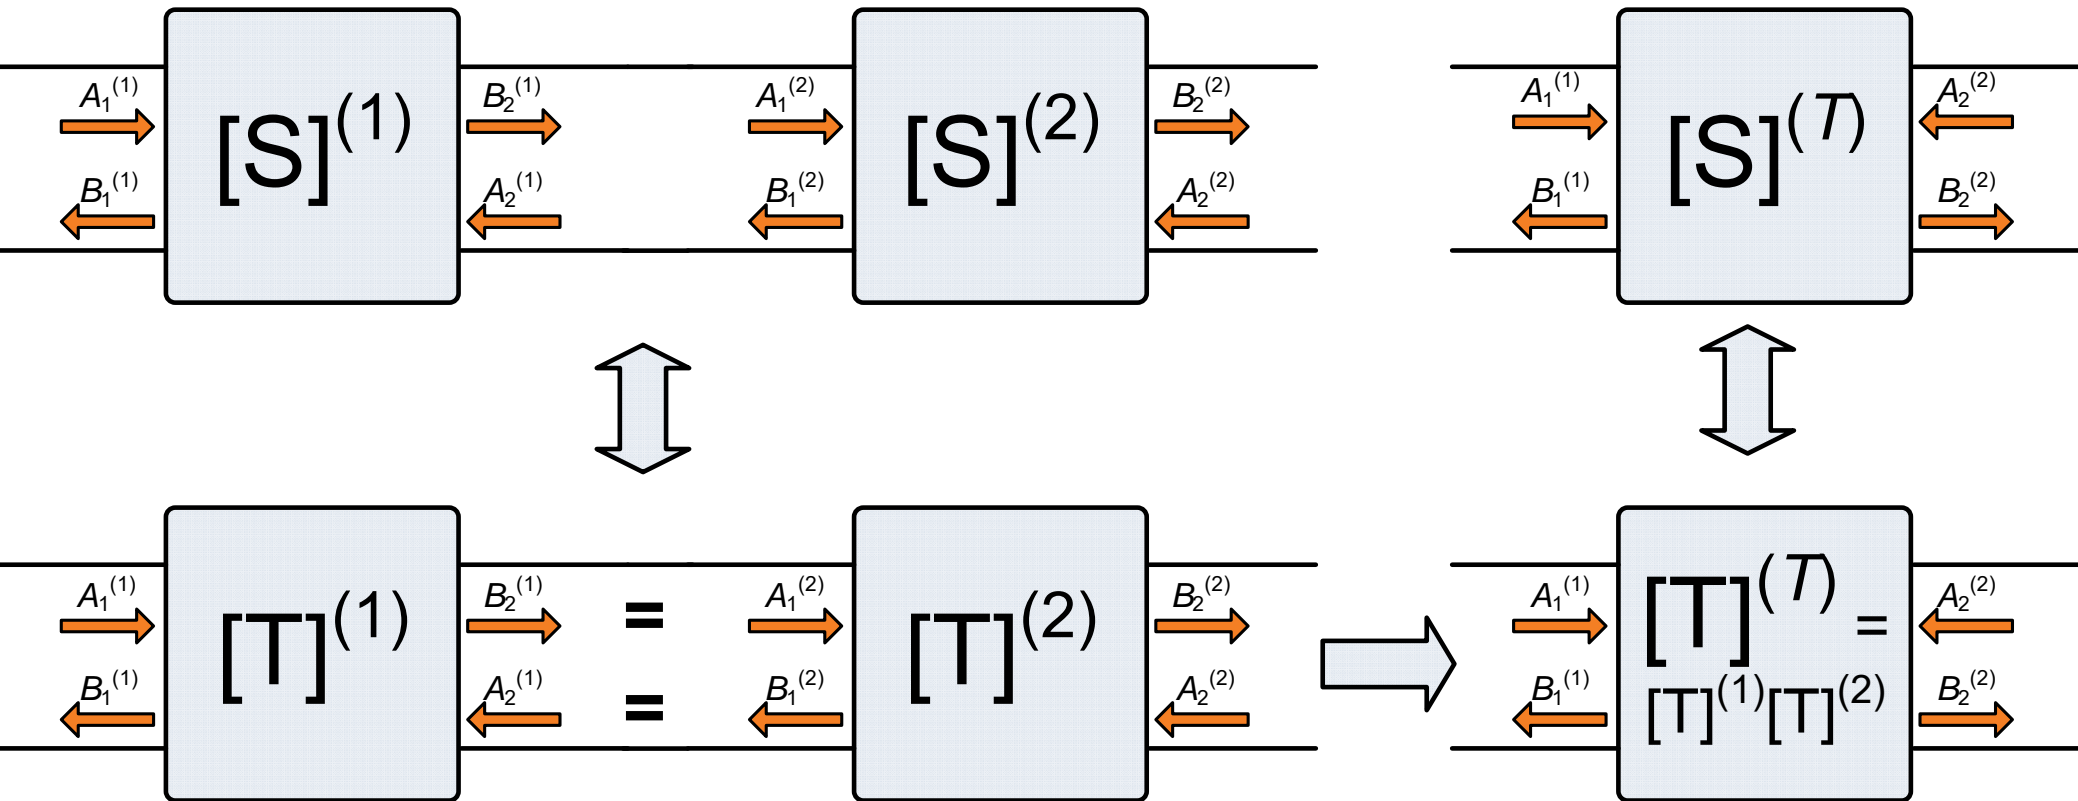 A₁⁽¹⁾ B₂⁽¹⁾ A₁⁽²⁾ B₂⁽²⁾ A₁⁽¹⁾ A₂⁽²⁾
[S]⁽¹⁾ [S]⁽²⁾ [S]⁽ᵀ⁾
B₁⁽¹⁾ A₂⁽¹⁾ B₁⁽²⁾ A₂⁽²⁾ B₁⁽¹⁾ B₂⁽²⁾
A₁⁽¹⁾ B₂⁽¹⁾ = A₁⁽²⁾ B₂⁽²⁾ A₁⁽¹⁾ [T]⁽ᵀ⁾ = A₂⁽²⁾
[T]⁽¹⁾ [T]⁽²⁾
B₁⁽¹⁾ A₂⁽¹⁾ = B₁⁽²⁾ A₂⁽²⁾ B₁⁽¹⁾ [T]⁽¹⁾[T]⁽²⁾ B₂⁽²⁾